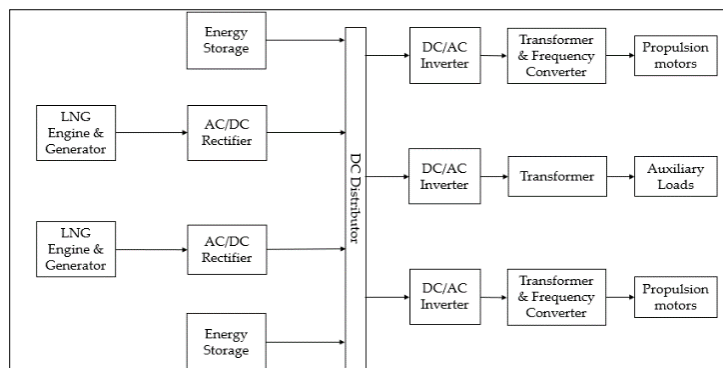 Energy
Storage
LNG
Engine &
Generator
AC/DC
Rectifier
LNG
Engine &
Generator
AC/DC
Rectifier
Energy
Storage
DC Distributor
DC/AC
Inverter
Transformer
& Frequency
Converter
Propulsion
motors
DC/AC
Inverter
Transformer
Auxiliary
Loads
DC/AC
Inverter
Transformer
& Frequency
Converter
Propulsion
motors